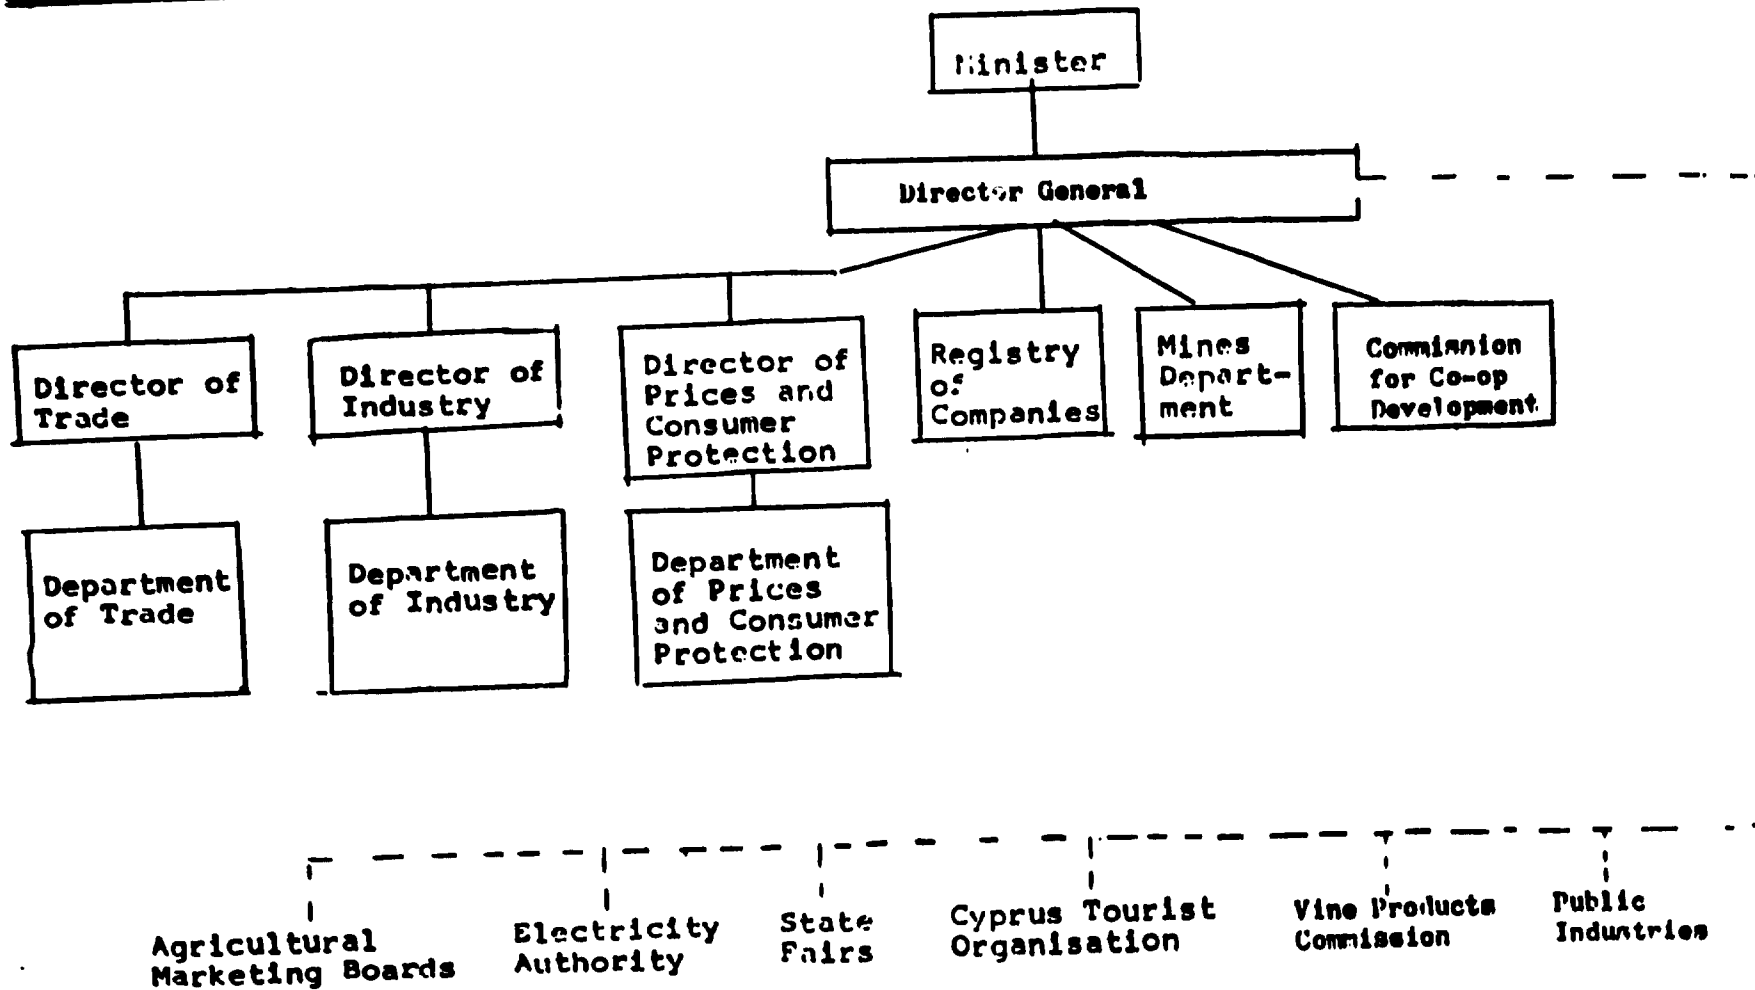 Minister
Director General
Director of
Trade
Director of
Industry
Director of
Prices and
Consumer
Protection
Registry
of
Companies
Mines
Depart-
ment
Commission
for Co-op
Development
Department
of Trade
Department
of Industry
Department
of Prices
and Consumer
Protection
Agricultural
Marketing Boards
Electricity
Authority
State
Fairs
Cyprus Tourist
Organisation
Vine Products
Commission
Public
Industries